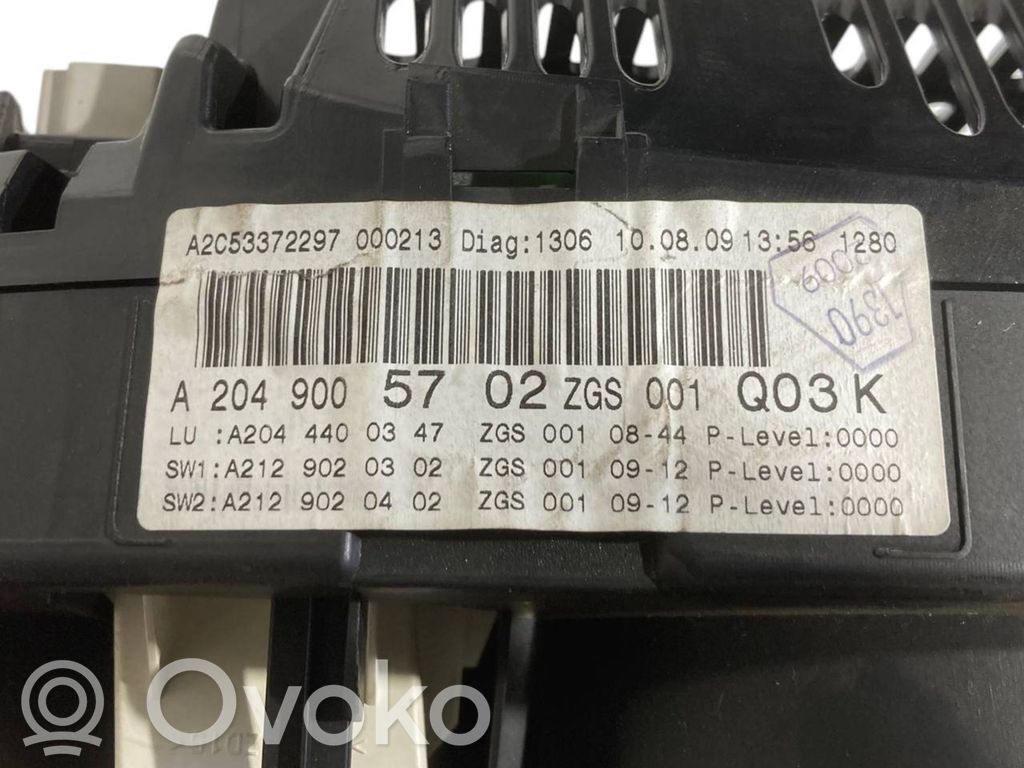 A2C53372297 000213 Diag:1306 10.08.09 13:56 1280
1390
6009
A 204 900 57 02 ZGS 001 Q03 K
LU :A204 440 03 47 ZGS 001 08-44 P-Level:0000
SW1:A212 902 03 02 ZGS 001 09-12 P-Level:0000
SW2:A212 902 04 02 ZGS 001 09-12 P-Level:0000
Ovoko